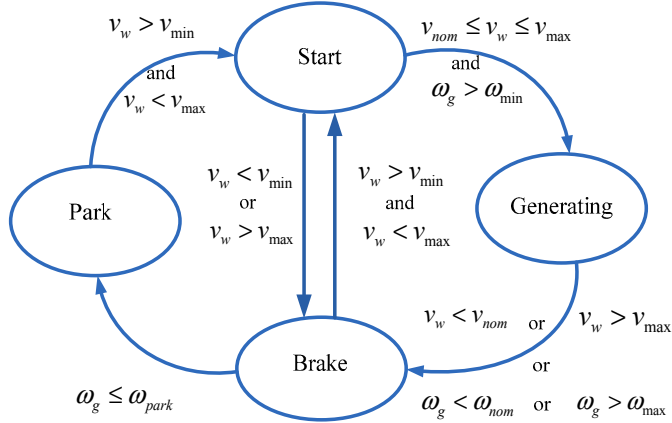 v_w > v_min
and
v_w < v_max
Start
v_nom ≤ v_w ≤ v_max
and
ω_g > ω_min
Park
v_w < v_min
or
v_w > v_max
v_w > v_min
and
v_w < v_max
Generating
v_w < v_nom or v_w > v_max
or
ω_g < ω_nom or ω_g > ω_max
Brake
ω_g ≤ ω_park